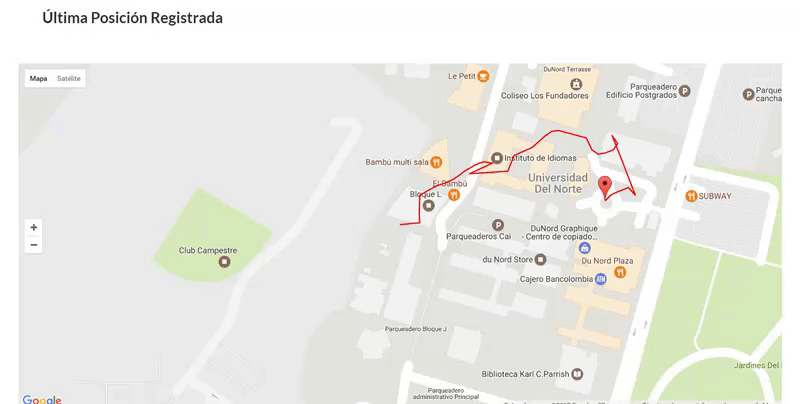 Última Posición Registrada
Mapa Satélite
Le Petit
DuNord Terrasse
Coliseo Los Fundadores
Parqueadero
Edificio Postgrados
Parquea
cancha
Bambú multi sala
Instituto de Idiomas
El Bambú
Bloque L
Universidad
Del Norte
SUBWAY
Parqueaderos Cai
DuNord Graphique
- Centro de copiado...
Club Campestre
du Nord Store
Du Nord Plaza
Cajero Bancolombia
Parqueadero Bloque J
Biblioteca Karl C.Parrish
Jardines Del
Parqueadero
administrativo Principal
Google